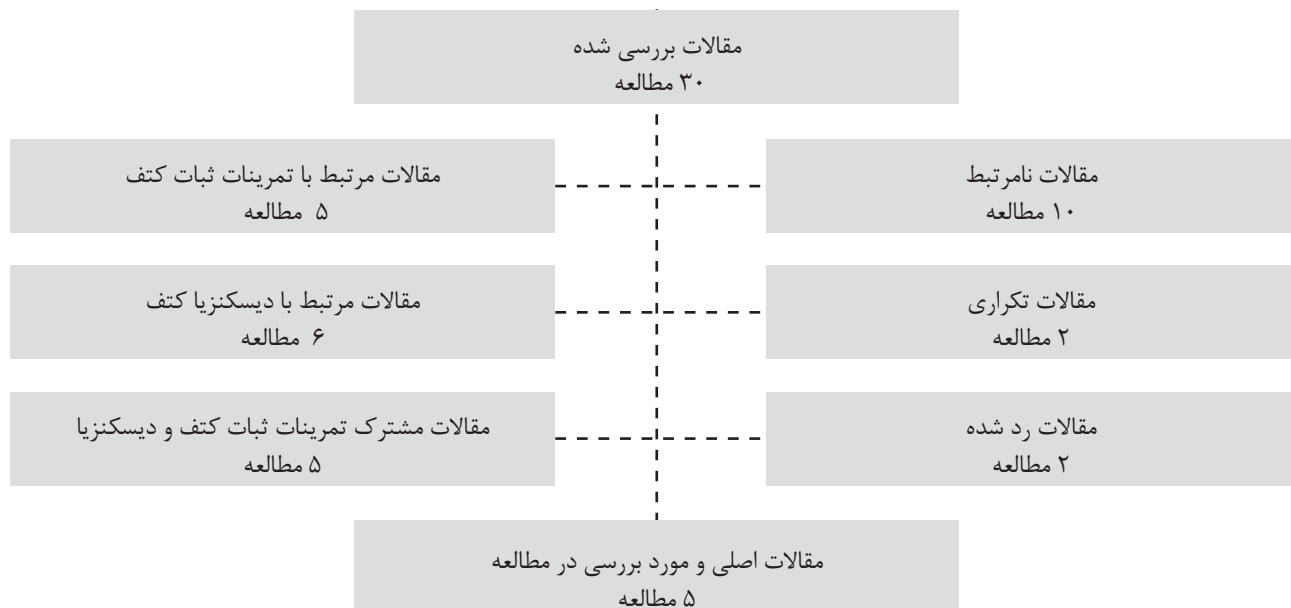 مقالات بررسی شده
۳۰ مطالعه
مقالات نامرتبط
۱۰ مطالعه
مقالات مرتبط با تمرینات ثبات کتف
۵ مطالعه
مقالات تکراری
۲ مطالعه
مقالات مرتبط با دیسکنزیا کتف
۶ مطالعه
مقالات رد شده
۲ مطالعه
مقالات مشترک تمرینات ثبات کتف و دیسکنزیا
۵ مطالعه
مقالات اصلی و مورد بررسی در مطالعه
۵ مطالعه